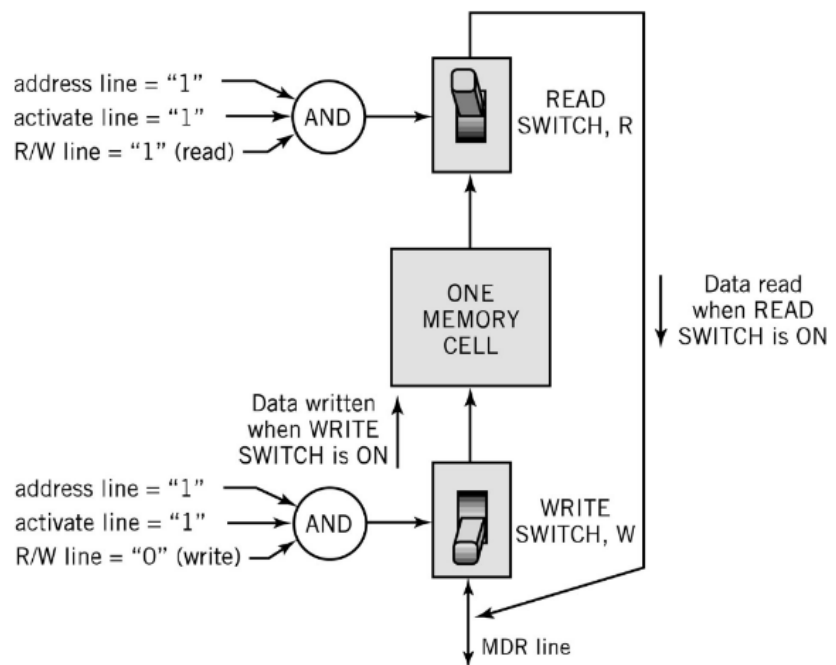 address line = “1”
activate line = “1”
R/W line = “1” (read)
AND
READ
SWITCH, R
ONE
MEMORY
CELL
Data read
when READ
SWITCH is ON
Data written
when WRITE
SWITCH is ON
address line = “1”
activate line = “1”
R/W line = “0” (write)
AND
WRITE
SWITCH, W
MDR line